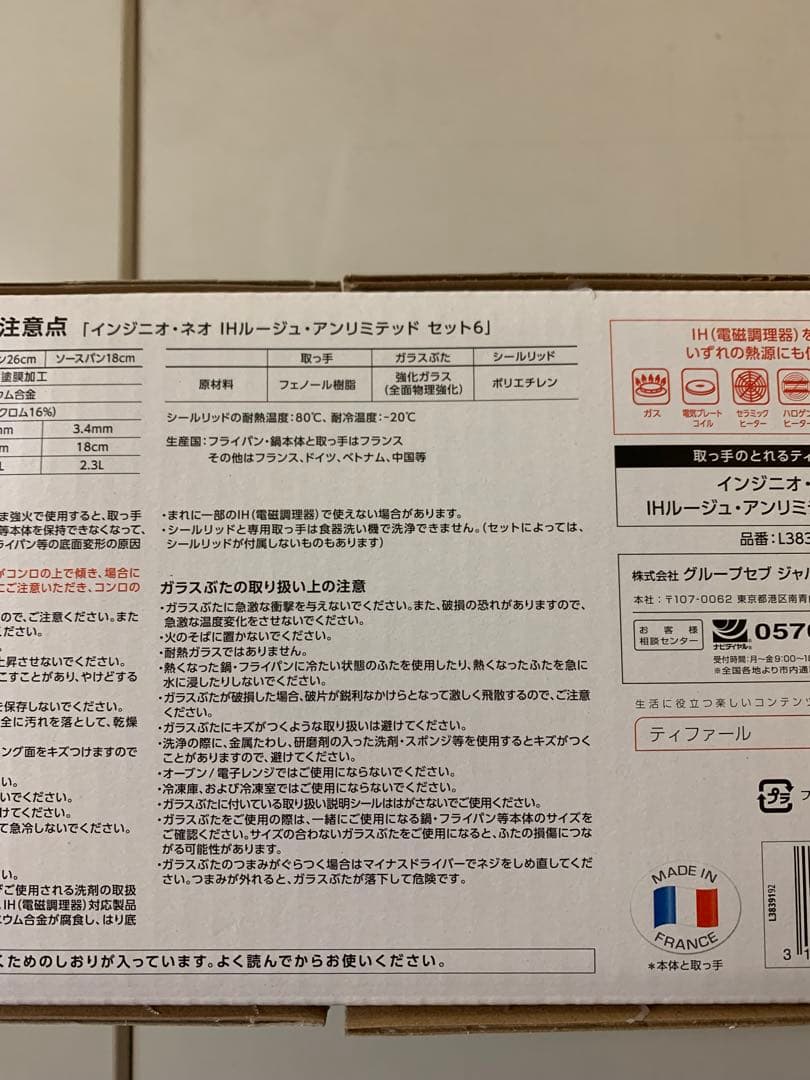 注意点「インジニオ・ネオ IHルージュ・アンリミテッド セット6」
ン26cm ソースパン18cm
塗膜加工
ウム合金
クロム16%)
mm 3.4mm
m 18cm
L 2.3L
取っ手 ガラスぶた シールリッド
原材料 フェノール樹脂 強化ガラス(全面物理強化) ポリエチレン
シールリッドの耐熱温度:80℃、耐冷温度:-20℃
生産国:フライパン・鍋本体と取っ手はフランス
その他はフランス、ドイツ、ベトナム、中国等
ま強火で使用すると、取っ手
等本体を保持できなくなって、
ライパン等の底面変形の原因
がコンロの上で傾き、場合に
にご注意いただき、コンロの
ので、ご注意ください。また
ださい。
上昇させないでください。
こすことがあり、やけどする
を保存しないでください。
全に汚れを落として、乾燥
ング面をキズつけますので
い。
いでください。
けてください。
て急冷しないでください。
い。
がご使用される洗剤の取扱
、IH(電磁調理器)対応製品
ニウム合金が腐食し、はり底
・まれに一部のIH(電磁調理器)で使えない場合があります。
・シールリッドと専用取っ手は食器洗い機で洗浄できません。(セットによっては、
シールリッドが付属しないものもあります)
ガラスぶたの取り扱い上の注意
・ガラスぶたに急激な衝撃を与えないでください。また、破損の恐れがありますので、
急激な温度変化をさせないでください。
・火のそばに置かないでください。
・耐熱ガラスではありません。
・熱くなった鍋・フライパンに冷たい状態のふたを使用したり、熱くなったふたを急に
水に浸したりしないでください。
・ガラスぶたが破損した場合、破片が鋭利なかけらとなって激しく飛散するので、ご注意
ください。
・ガラスぶたにキズがつくような取り扱いは避けてください。
・洗浄の際に、金属たわし、研磨剤の入った洗剤・スポンジ等を使用するとキズがつく
ことがありますので、避けてください。
・オーブン/電子レンジではご使用にならないでください。
・冷凍庫、および冷凍室ではご使用にならないでください。
・ガラスぶたに付いている取り扱い説明シールははがさないでご使用ください。
・ガラスぶたをご使用の際は、一緒にご使用になる鍋・フライパン等本体のサイズを
ご確認ください。サイズの合わないガラスぶたをご使用になると、ふたの損傷につな
がる可能性があります。
・ガラスぶたのつまみがぐらつく場合はマイナスドライバーでネジをしめ直してくだ
さい。つまみが外れると、ガラスぶたが落下して危険です。
くためのしおりが入っています。よく読んでからお使いください。
IH(電磁調理器)を
いずれの熱源にも使
ガス 電気プレートコイル セラミックヒーター ハロゲンヒーター
取っ手のとれるティ
インジニオ・
IHルージュ・アンリミテ
品番:L383
株式会社 グループセブ ジャパ
本社:〒107-0062 東京都港区南青山
お客様相談センター ナビダイヤル 0570
受付時間:月〜金9:00〜18
※全国各地より市内通
生活に役立つ楽しいコンテンツ
ティファール
プラ フ
MADE IN FRANCE
*本体と取っ手
L3839192
3 1